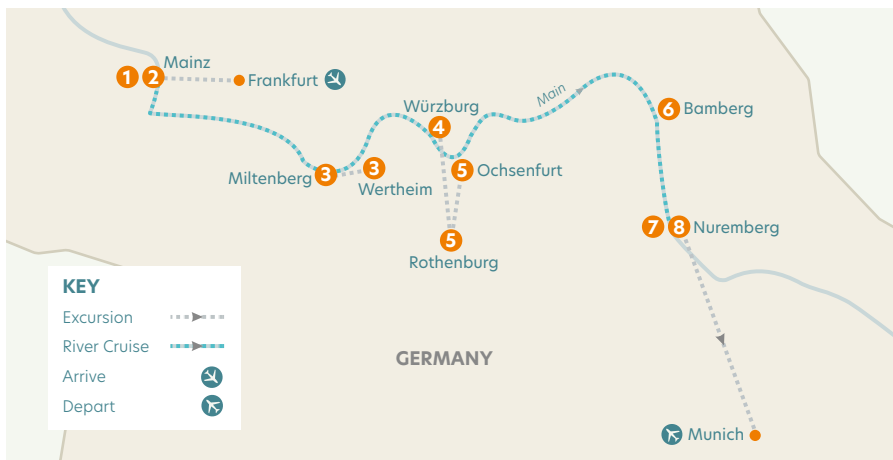 Mainz
1 2
Frankfurt
Würzburg
4
Main
6 Bamberg
Miltenberg 3
3
Wertheim
5 Ochsenfurt
5
Rothenburg
7 8 Nuremberg
KEY
Excursion
River Cruise
Arrive
Depart
GERMANY
Munich